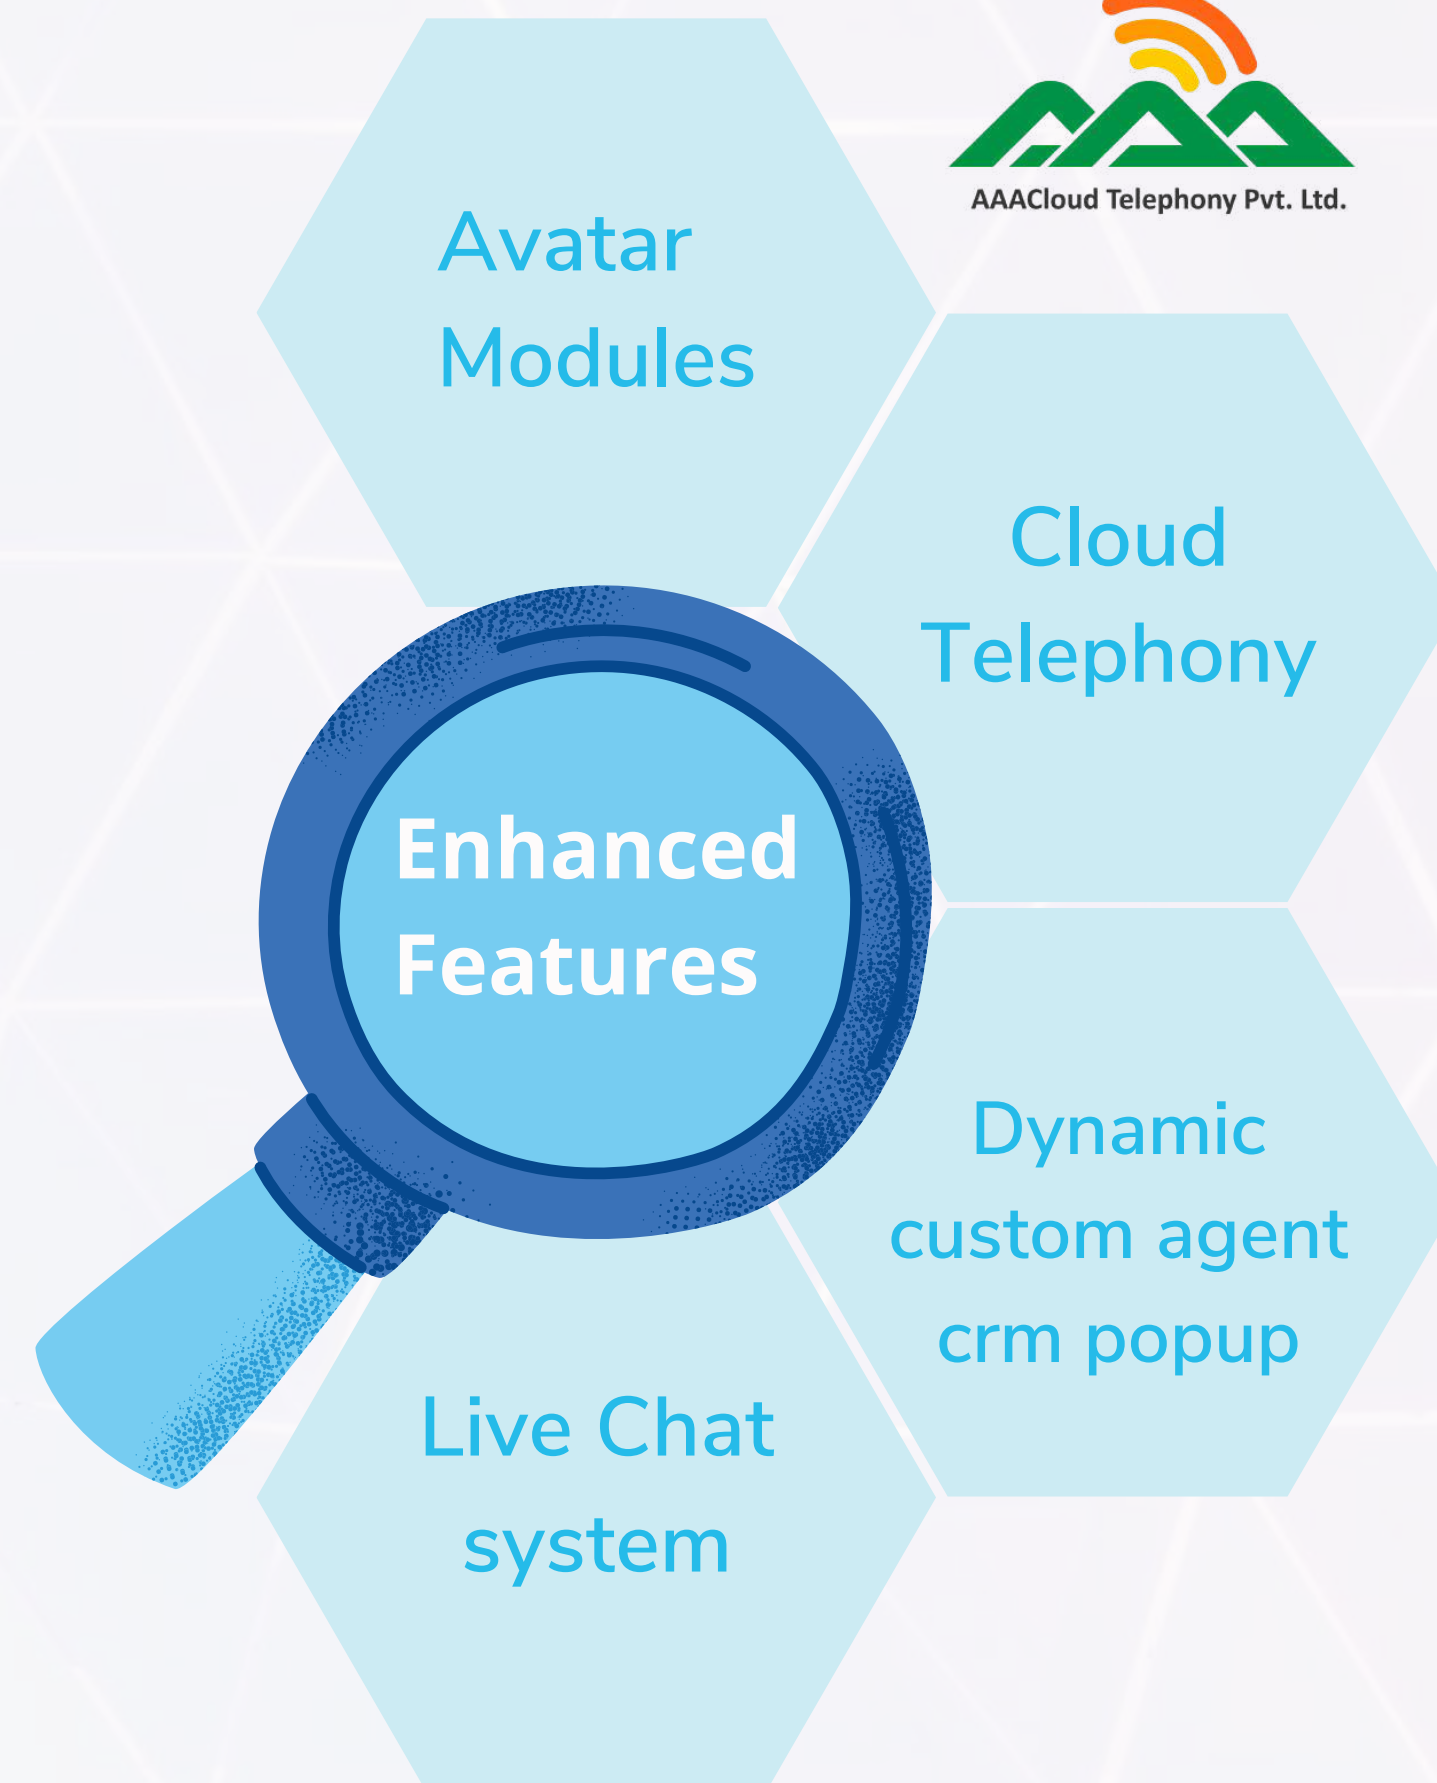 AAACloud Telephony Pvt. Ltd.
Avatar
Modules
Cloud
Telephony
Enhanced
Features
Dynamic
custom agent
crm popup
Live Chat
system